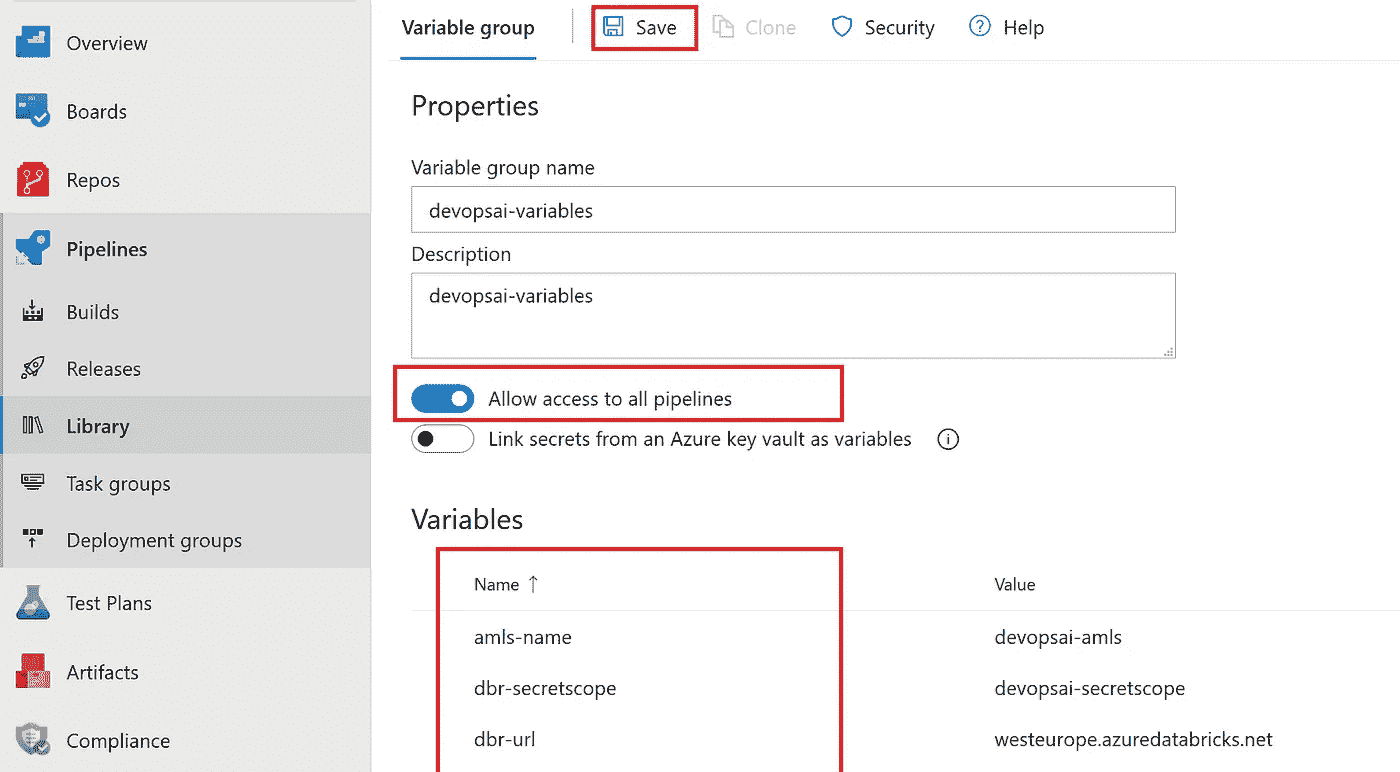 Overview
Boards
Repos
Pipelines
Builds
Releases
Library
Task groups
Deployment groups
Test Plans
Artifacts
Compliance
Variable group Save Clone Security Help
Properties
Variable group name
devopsai-variables
Description
devopsai-variables
Allow access to all pipelines
Link secrets from an Azure key vault as variables
Variables
Name ↑ Value
amls-name devopsai-amls
dbr-secretscope devopsai-secretscope
dbr-url westeurope.azuredatabricks.net